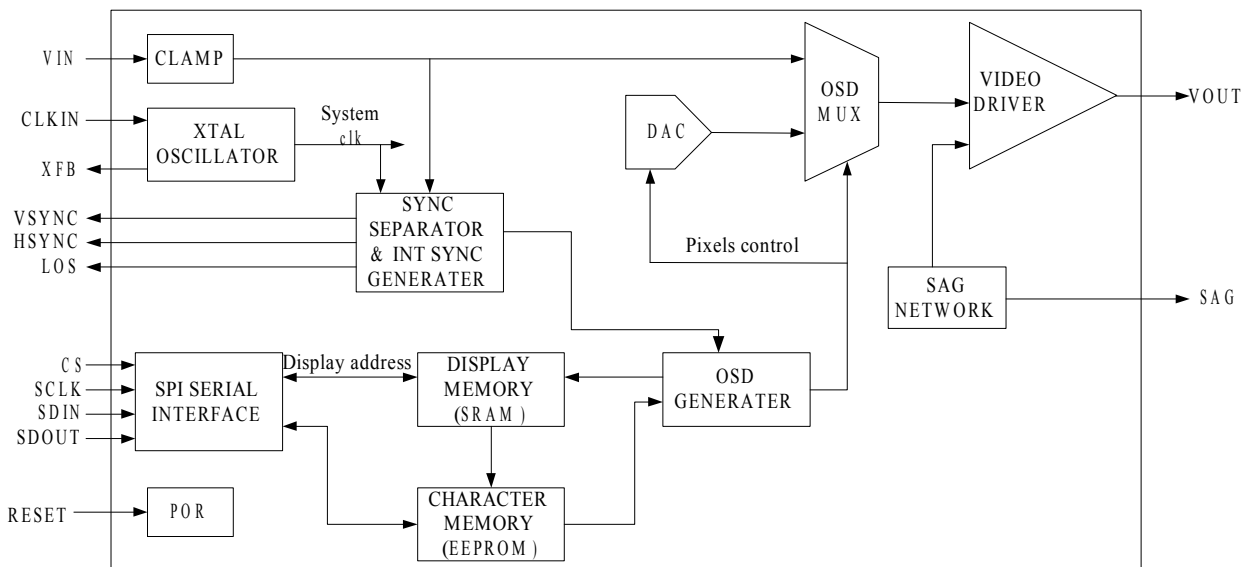 VIN
CLAMP
CLKIN
XFB
XTAL
OSCILLATOR
System
clk
VSYNC
HSYNC
LOS
SYNC
SEPARATOR
& INT SYNC
GENERATER
DAC
OSD
MUX
VIDEO
DRIVER
VOUT
Pixels control
SAG
NETWORK
SAG
CS
SCLK
SDIN
SDOUT
SPI SERIAL
INTERFACE
Display address
DISPLAY
MEMORY
(SRAM)
OSD
GENERATER
RESET
POR
CHARACTER
MEMORY
(EEPROM)